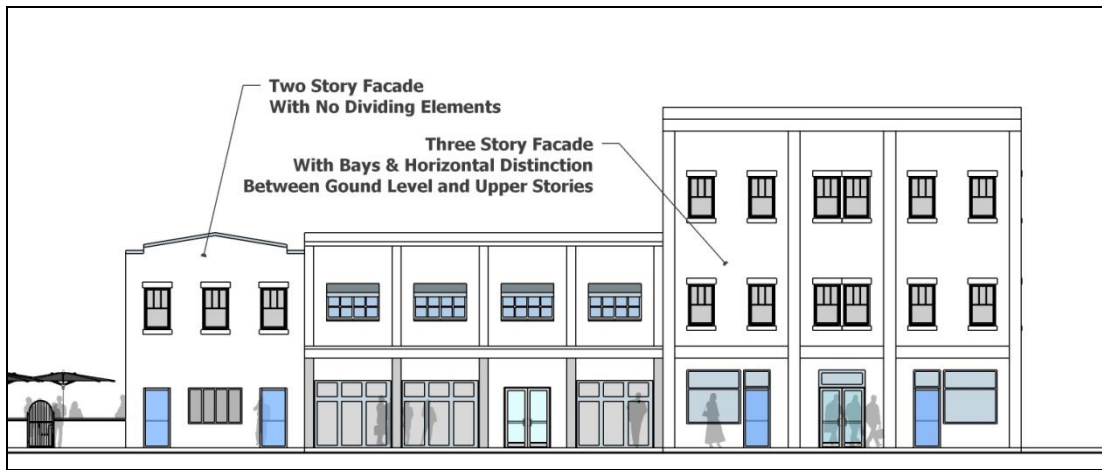 Two Story Facade
With No Dividing Elements
Three Story Facade
With Bays & Horizontal Distinction
Between Gound Level and Upper Stories